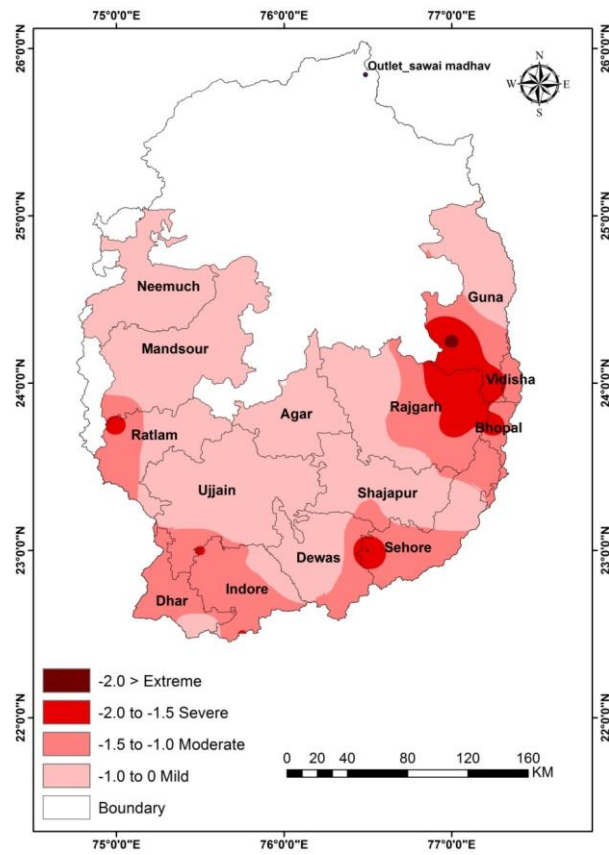 75°0'0"E 76°0'0"E 77°0'0"E
26°0'0"N 26°0'0"N
Outlet_sawai madhav
N
W E
S
25°0'0"N 25°0'0"N
Neemuch
Guna
Mandsour
24°0'0"N 24°0'0"N
Vidisha
Rajgarh
Agar
Bhopal
Ratlam
Ujjain
Shajapur
23°0'0"N 23°0'0"N
Sehore
Dewas
Indore
Dhar
-2.0 > Extreme
-2.0 to -1.5 Severe
22°0'0"N 22°0'0"N
-1.5 to -1.0 Moderate
-1.0 to 0 Mild
0 20 40 80 120 160
KM
Boundary
75°0'0"E 76°0'0"E 77°0'0"E